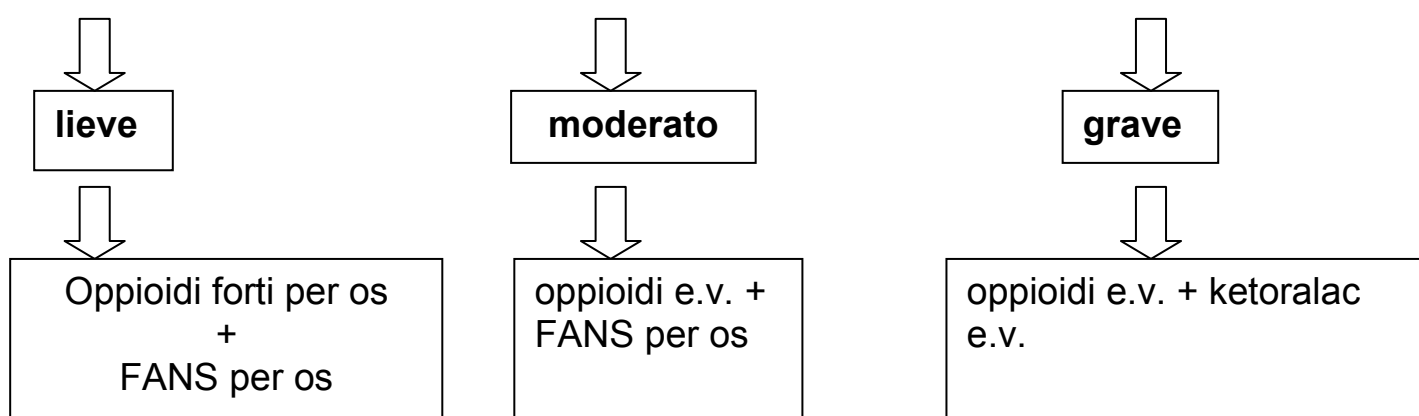 lieve
moderato
grave
Oppioidi forti per os
+
FANS per os
oppioidi e.v. +
FANS per os
oppioidi e.v. + ketoralac
e.v.